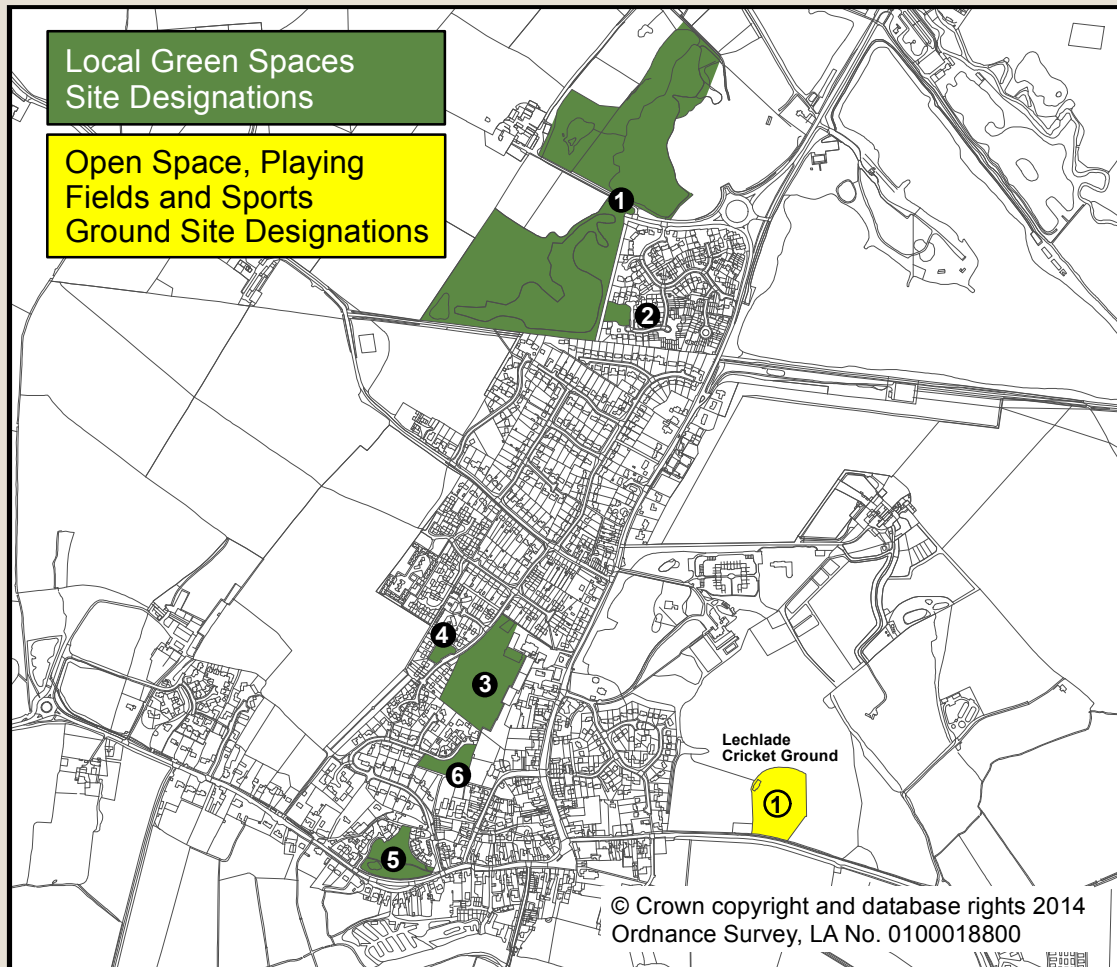 Local Green Spaces
Site Designations
Open Space, Playing
Fields and Sports
Ground Site Designations
1
2
4
3
Lechlade
Cricket Ground
6
1
5
© Crown copyright and database rights 2014
Ordnance Survey, LA No. 0100018800